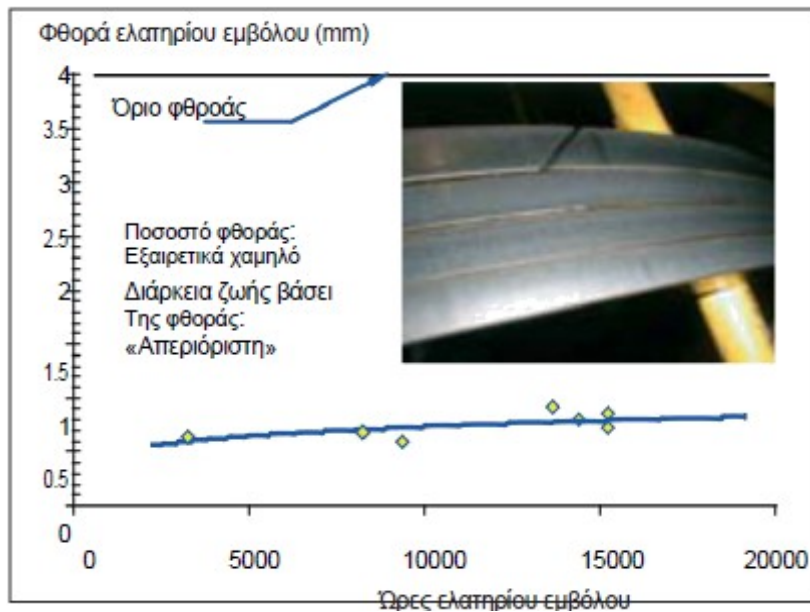 Φθορά ελατηρίου εμβόλου (mm)
4
Όριο φθροάς
3.5
3
Ποσοστό φθοράς:
2.5
Εξαιρετικά χαμηλό
2
Διάρκεια ζωής βάσει
Της φθοράς:
«Απεριόριστη»
1.5
1
0.5
0
0 5000 10000 15000 20000
Ώρες ελατηρίου εμβόλου